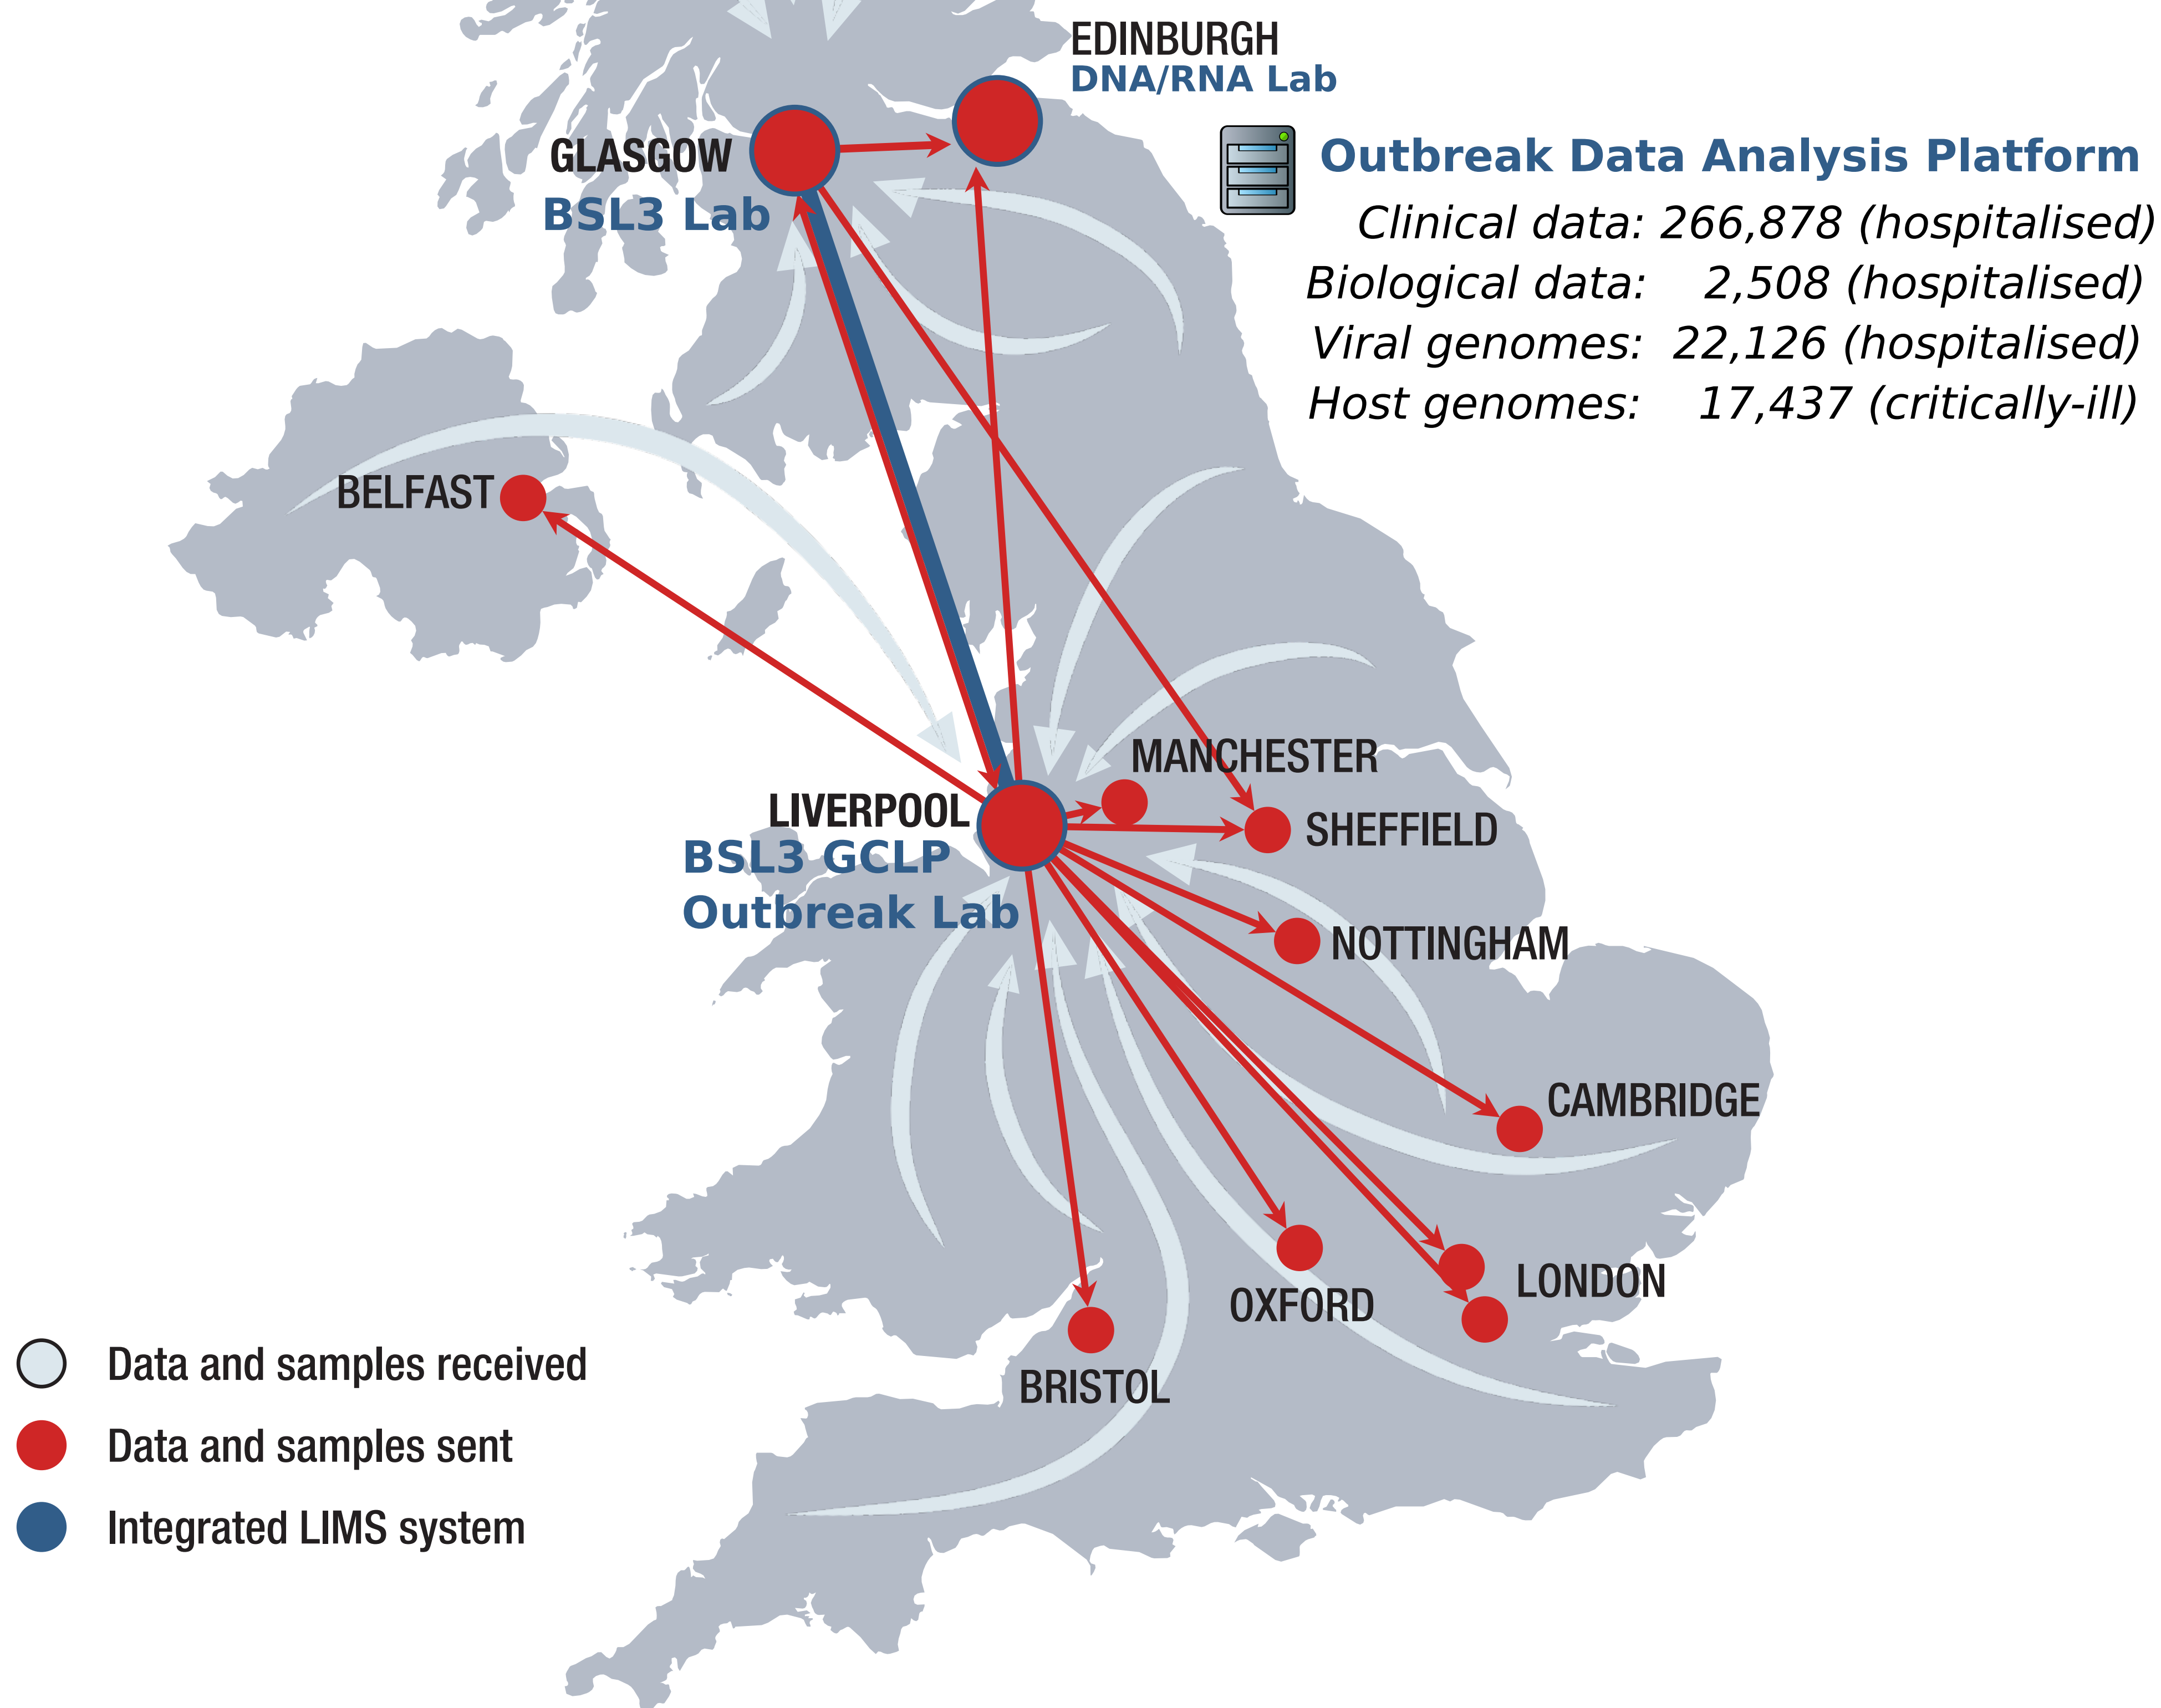 EDINBURGH
DNA/RNA Lab
GLASGOW
BSL3 Lab
Outbreak Data Analysis Platform
Clinical data: 266,878 (hospitalised)
Biological data: 2,508 (hospitalised)
Viral genomes: 22,126 (hospitalised)
Host genomes: 17,437 (critically-ill)
BELFAST
MANCHESTER
LIVERPOOL
BSL3 GCLP
Outbreak Lab
SHEFFIELD
NOTTINGHAM
CAMBRIDGE
LONDON
OXFORD
BRISTOL
Data and samples received
Data and samples sent
Integrated LIMS system